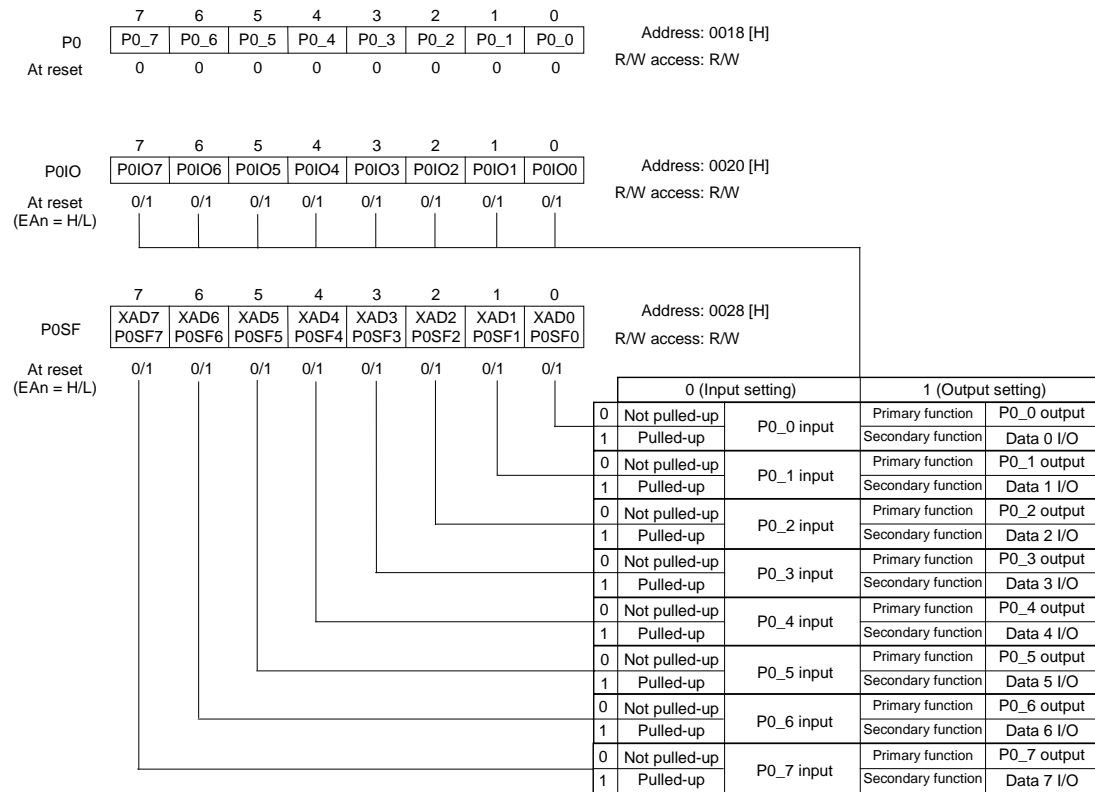 7 6 5 4 3 2 1 0
P0 P0_7 P0_6 P0_5 P0_4 P0_3 P0_2 P0_1 P0_0 Address: 0018 [H]
At reset 0 0 0 0 0 0 0 0 R/W access: R/W
7 6 5 4 3 2 1 0
P0IO P0IO7 P0IO6 P0IO5 P0IO4 P0IO3 P0IO2 P0IO1 P0IO0 Address: 0020 [H]
At reset 0/1 0/1 0/1 0/1 0/1 0/1 0/1 0/1 R/W access: R/W
(EAn = H/L)
7 6 5 4 3 2 1 0
XAD7 XAD6 XAD5 XAD4 XAD3 XAD2 XAD1 XAD0 Address: 0028 [H]
P0SF P0SF7 P0SF6 P0SF5 P0SF4 P0SF3 P0SF2 P0SF1 P0SF0 R/W access: R/W
At reset 0/1 0/1 0/1 0/1 0/1 0/1 0/1 0/1
(EAn = H/L)
0 (Input setting) 1 (Output setting)
0 Not pulled-up P0_0 input Primary function P0_0 output
1 Pulled-up Secondary function Data 0 I/O
0 Not pulled-up P0_1 input Primary function P0_1 output
1 Pulled-up Secondary function Data 1 I/O
0 Not pulled-up P0_2 input Primary function P0_2 output
1 Pulled-up Secondary function Data 2 I/O
0 Not pulled-up P0_3 input Primary function P0_3 output
1 Pulled-up Secondary function Data 3 I/O
0 Not pulled-up P0_4 input Primary function P0_4 output
1 Pulled-up Secondary function Data 4 I/O
0 Not pulled-up P0_5 input Primary function P0_5 output
1 Pulled-up Secondary function Data 5 I/O
0 Not pulled-up P0_6 input Primary function P0_6 output
1 Pulled-up Secondary function Data 6 I/O
0 Not pulled-up P0_7 input Primary function P0_7 output
1 Pulled-up Secondary function Data 7 I/O